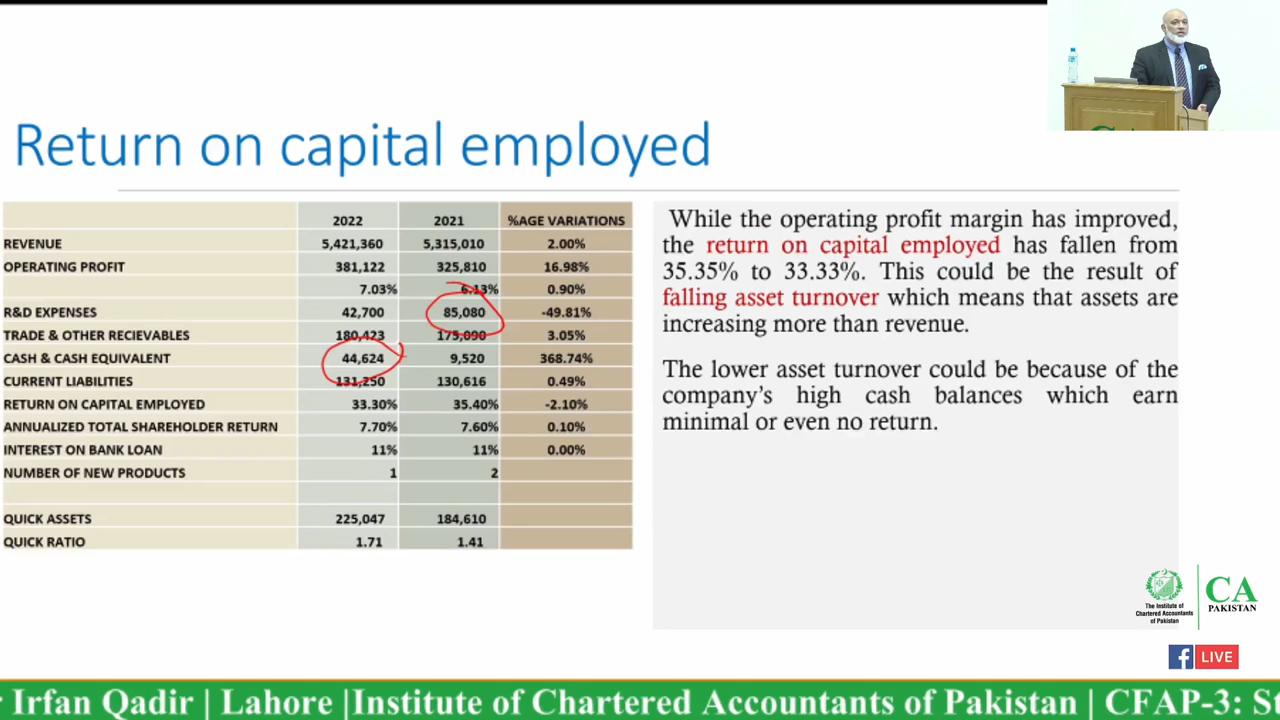 Return on capital employed
2022 2021 %AGE VARIATIONS
REVENUE 5,421,360 5,315,010 2.00%
OPERATING PROFIT 381,122 325,810 16.98%
7.03% 6.13% 0.90%
R&D EXPENSES 42,700 85,080 -49.81%
TRADE & OTHER RECIEVABLES 180,423 175,090 3.05%
CASH & CASH EQUIVALENT 44,624 9,520 368.74%
CURRENT LIABILITIES 131,250 130,616 0.49%
RETURN ON CAPITAL EMPLOYED 33.30% 35.40% -2.10%
ANNUALIZED TOTAL SHAREHOLDER RETURN 7.70% 7.60% 0.10%
INTEREST ON BANK LOAN 11% 11% 0.00%
NUMBER OF NEW PRODUCTS 1 2
QUICK ASSETS 225,047 184,610
QUICK RATIO 1.71 1.41
While the operating profit margin has improved,
the return on capital employed has fallen from
35.35% to 33.33%. This could be the result of
falling asset turnover which means that assets are
increasing more than revenue.
The lower asset turnover could be because of the
company's high cash balances which earn
minimal or even no return.
The Institute of
Chartered Accountants
of Pakistan
CA
PAKISTAN
f LIVE
r Irfan Qadir | Lahore |Institute of Chartered Accountants of Pakistan | CFAP-3: St